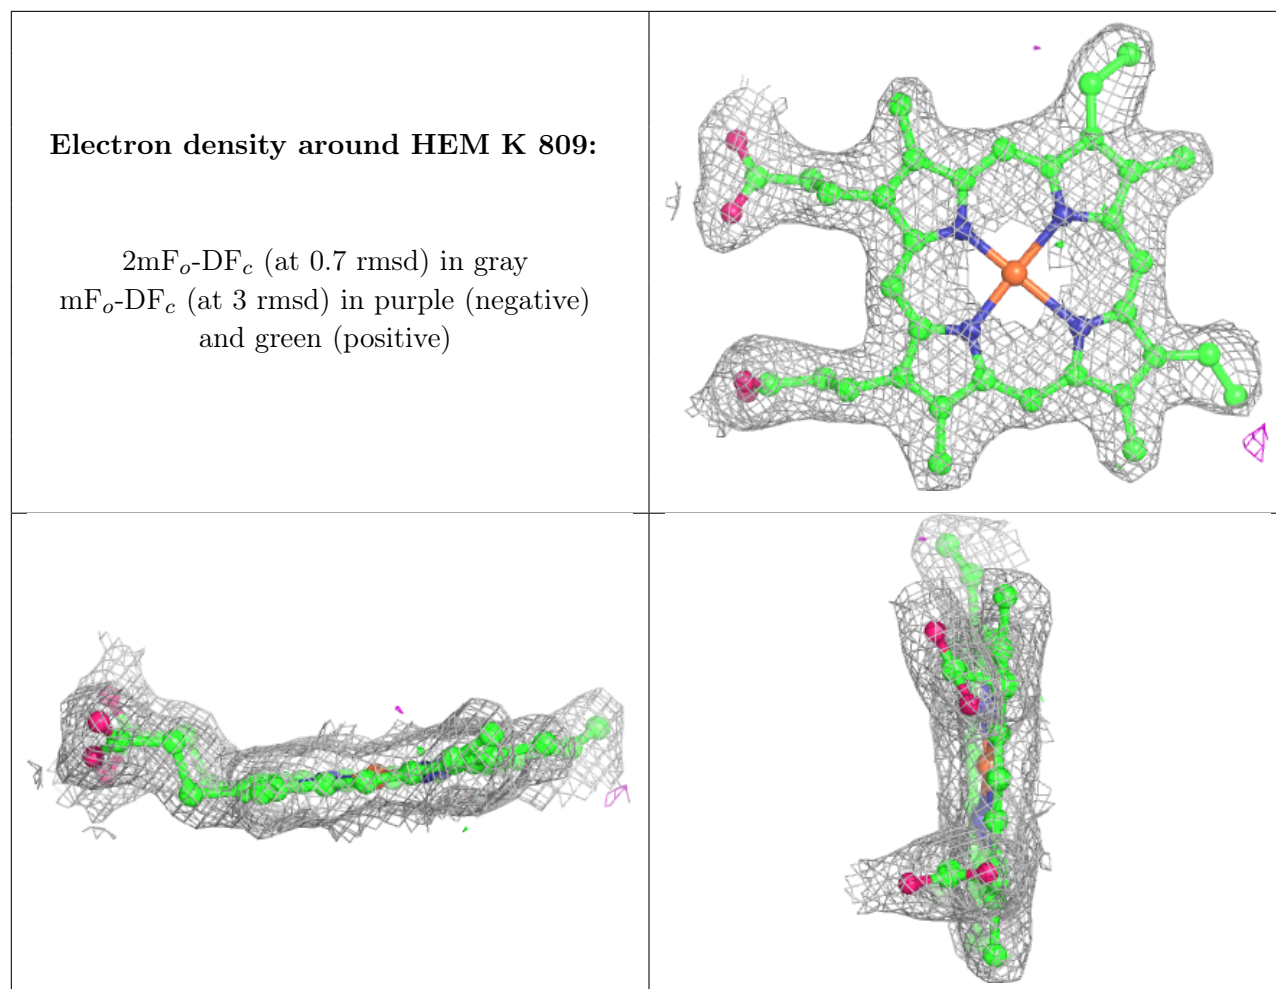 Electron density around HEM K 809:
2mFo-DFc (at 0.7 rmsd) in gray
mFo-DFc (at 3 rmsd) in purple (negative)
and green (positive)